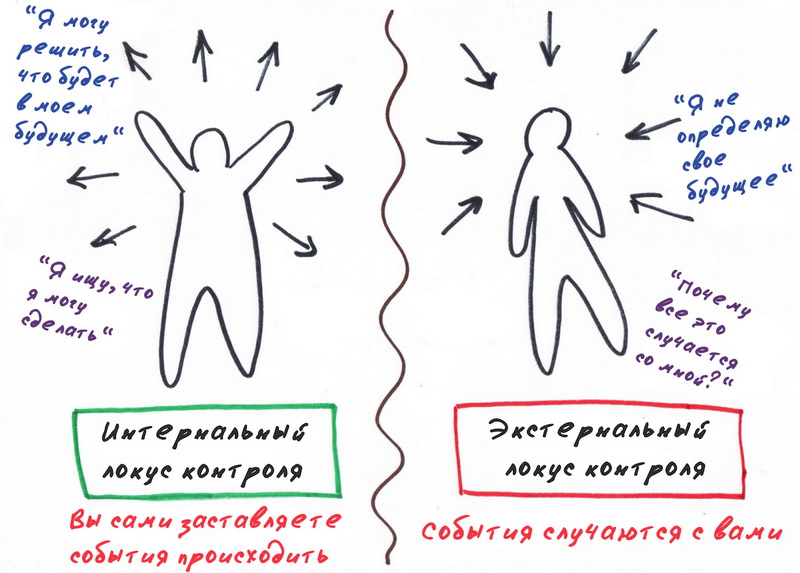 "Я могу
решить,
что будет
в моем
будущем"
"Я ищу, что
я могу
сделать"
Интернальный
локус контроля
Вы сами заставляете
события происходить
"Я не
определяю
свое
будущее"
"Почему
все это
случается
со мной?"
Экстернальный
локус контроля
События случаются с вами